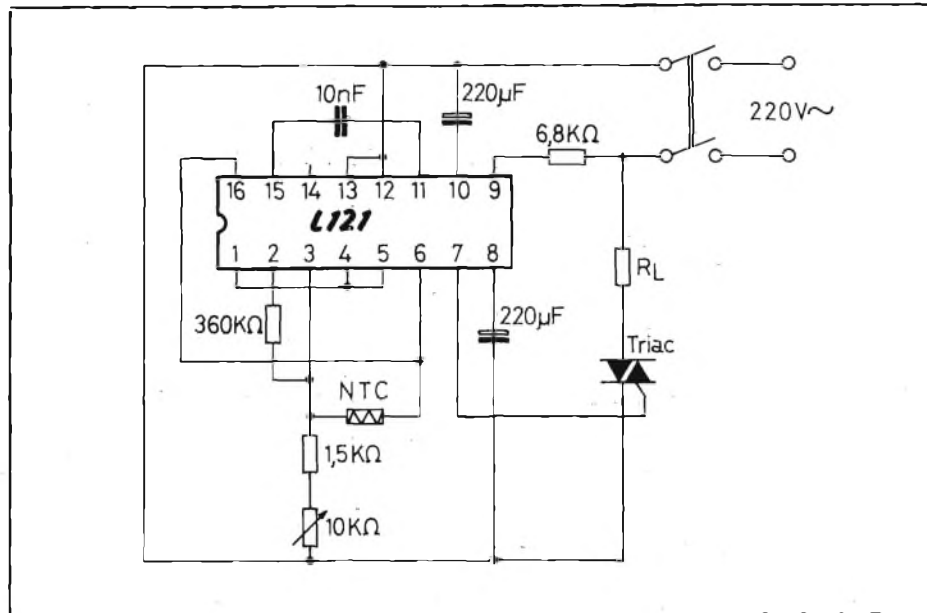 10nF
220µF
6,8KΩ
220V~
16 15 14 13 12 11 10 9
L121
1 2 3 4 5 6 7 8
RL
360KΩ
220µF
Triac
NTC
1,5KΩ
10KΩ